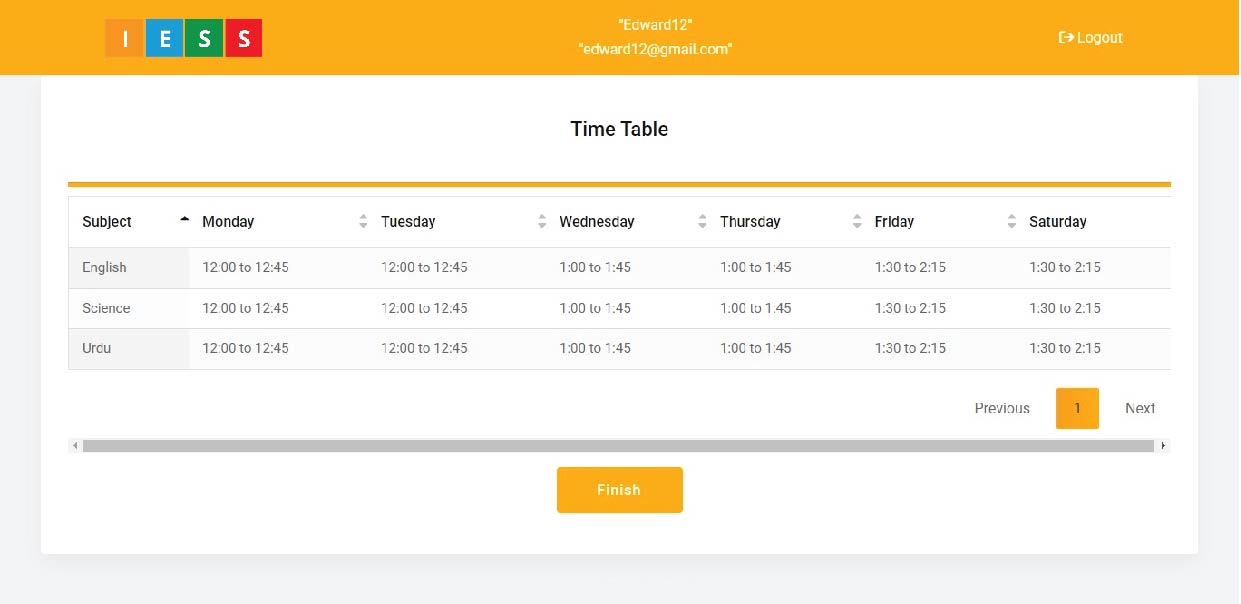 I E S S
"Edward12"
"edward12@gmail.com"
Logout
Time Table
Subject Monday Tuesday Wednesday Thursday Friday Saturday
English 12:00 to 12:45 12:00 to 12:45 1:00 to 1:45 1:00 to 1:45 1:30 to 2:15 1:30 to 2:15
Science 12:00 to 12:45 12:00 to 12:45 1:00 to 1:45 1:00 to 1:45 1:30 to 2:15 1:30 to 2:15
Urdu 12:00 to 12:45 12:00 to 12:45 1:00 to 1:45 1:00 to 1:45 1:30 to 2:15 1:30 to 2:15
Previous 1 Next
Finish